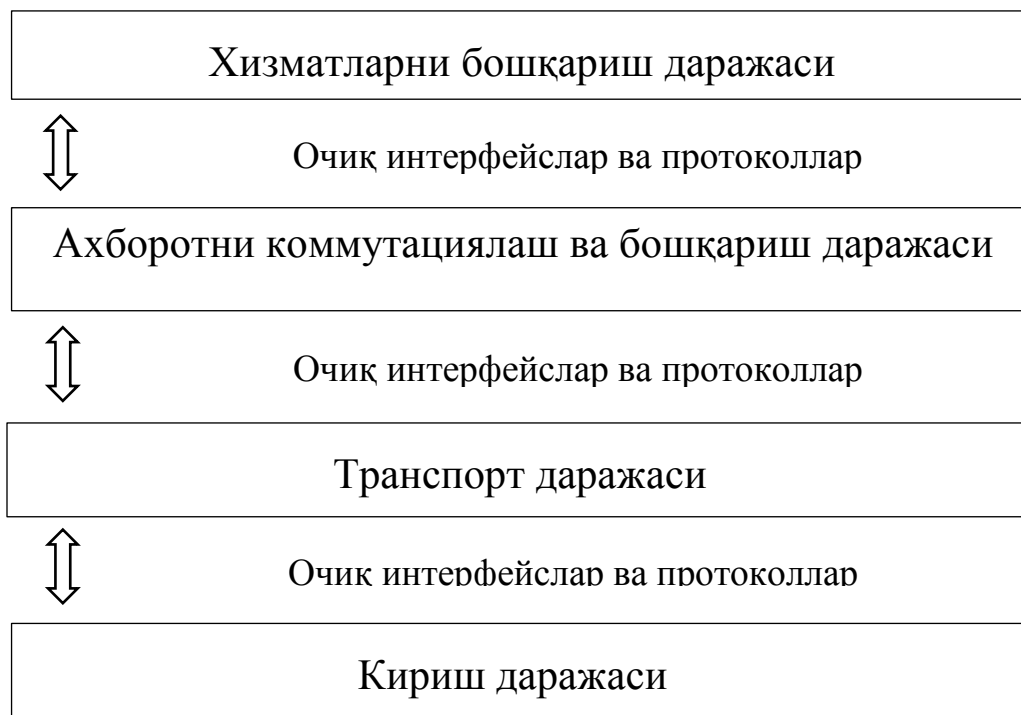 Хизматларни бошқариш даражаси
Очиқ интерфейслар ва протоколлар
Ахборотни коммутациялаш ва бошқариш даражаси
Очиқ интерфейслар ва протоколлар
Транспорт даражаси
Очиқ интерфейслар ва протоколлар
Кириш даражаси